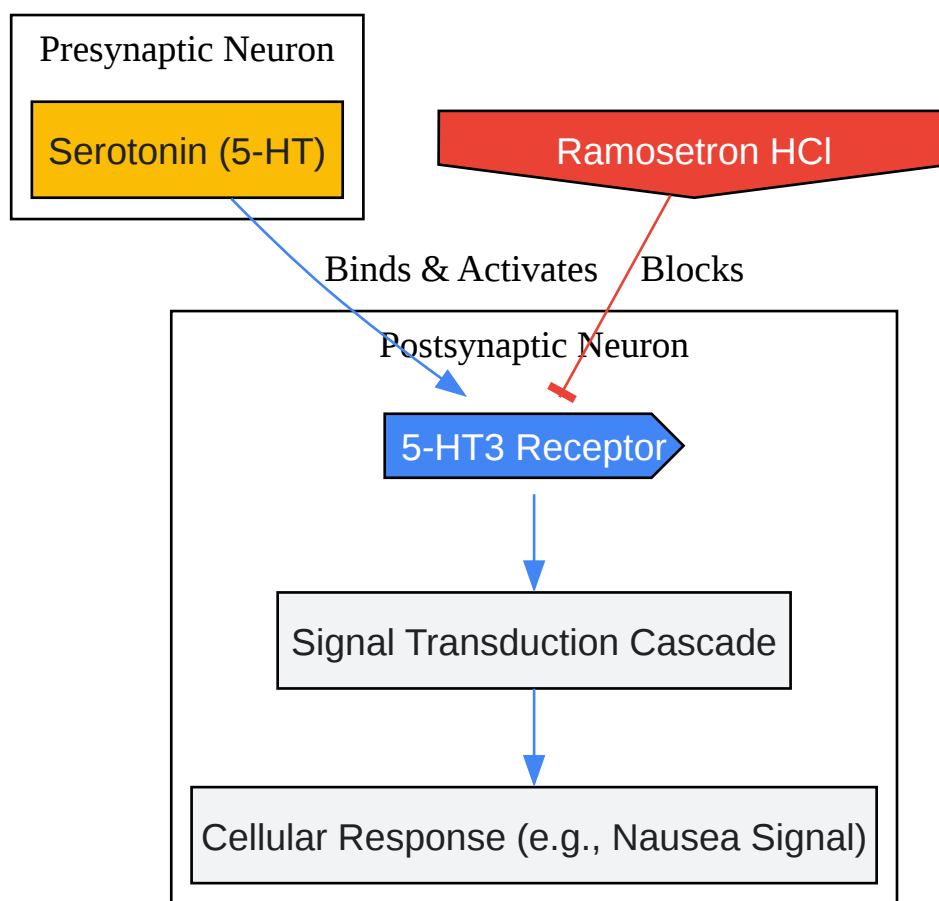 Presynaptic Neuron
Serotonin (5-HT)
Ramosetron HCl
Binds & Activates
Blocks
Postsynaptic Neuron
5-HT3 Receptor
Signal Transduction Cascade
Cellular Response (e.g., Nausea Signal)